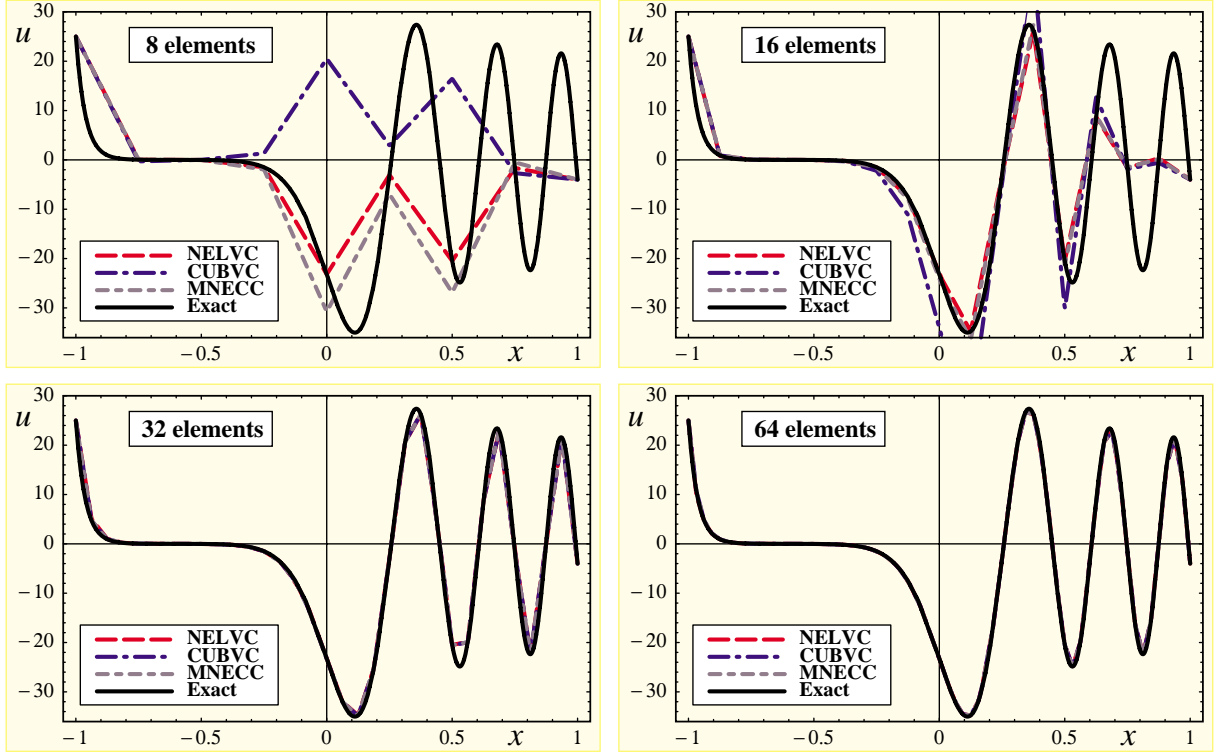 30
u
8 elements
20
10
0
−10
−20
−30
NELVC
CUBVC
MNECC
Exact
−1
−0.5
0
0.5
x
1
30
u
16 elements
20
10
0
−10
−20
−30
NELVC
CUBVC
MNECC
Exact
−1
−0.5
0
0.5
x
1
30
u
32 elements
20
10
0
−10
−20
−30
NELVC
CUBVC
MNECC
Exact
−1
−0.5
0
0.5
x
1
30
u
64 elements
20
10
0
−10
−20
−30
NELVC
CUBVC
MNECC
Exact
−1
−0.5
0
0.5
x
1